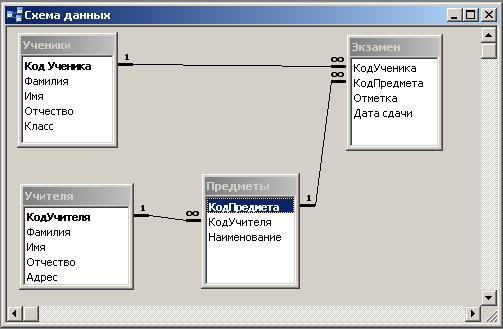 Схема данных
Ученики
Код Ученика
Фамилия
Имя
Отчество
Класс
1
∞
∞
Экзамен
КодУченика
КодПредмета
Отметка
Дата сдачи
Учителя
КодУчителя
Фамилия
Имя
Отчество
Адрес
1
∞
Предметы
КодПредмета
КодУчителя
Наименование
1